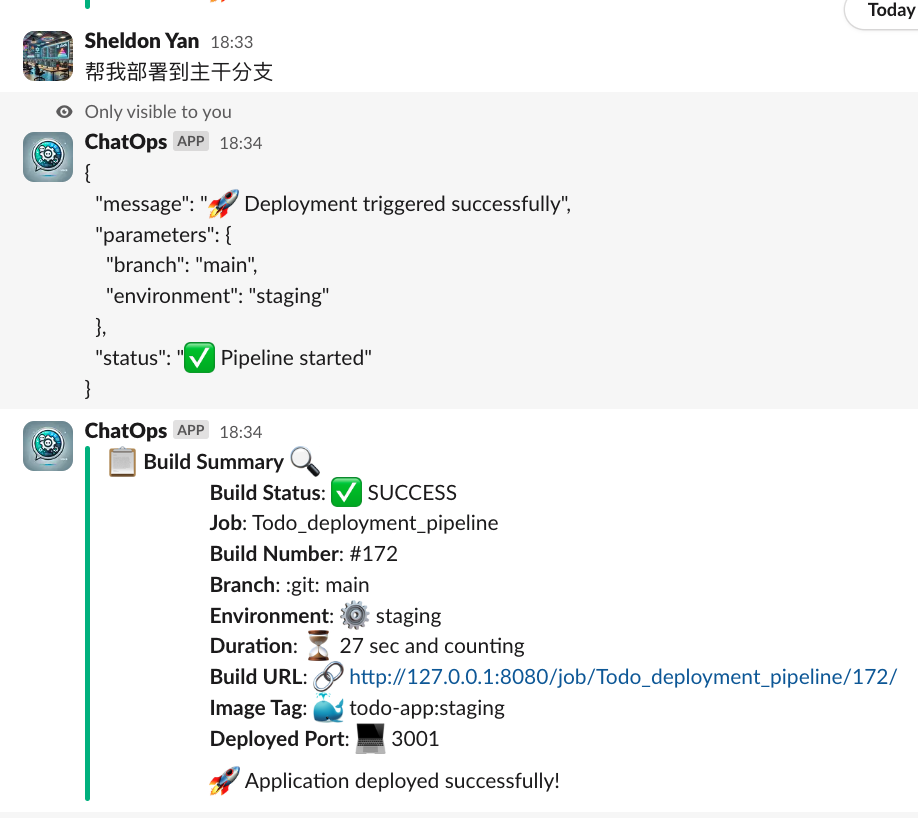 Today
Sheldon Yan 18:33
帮我部署到主干分支
Only visible to you
ChatOps APP 18:34
{
"message": "🚀 Deployment triggered successfully",
"parameters": {
"branch": "main",
"environment": "staging"
},
"status": "✅ Pipeline started"
}
ChatOps APP 18:34
📋 Build Summary 🔍
Build Status: ✅ SUCCESS
Job: Todo_deployment_pipeline
Build Number: #172
Branch: :git: main
Environment: ⚙️ staging
Duration: ⏳ 27 sec and counting
Build URL: 🔗 http://127.0.0.1:8080/job/Todo_deployment_pipeline/172/
Image Tag: 🐳 todo-app:staging
Deployed Port: 💻 3001
🚀 Application deployed successfully!